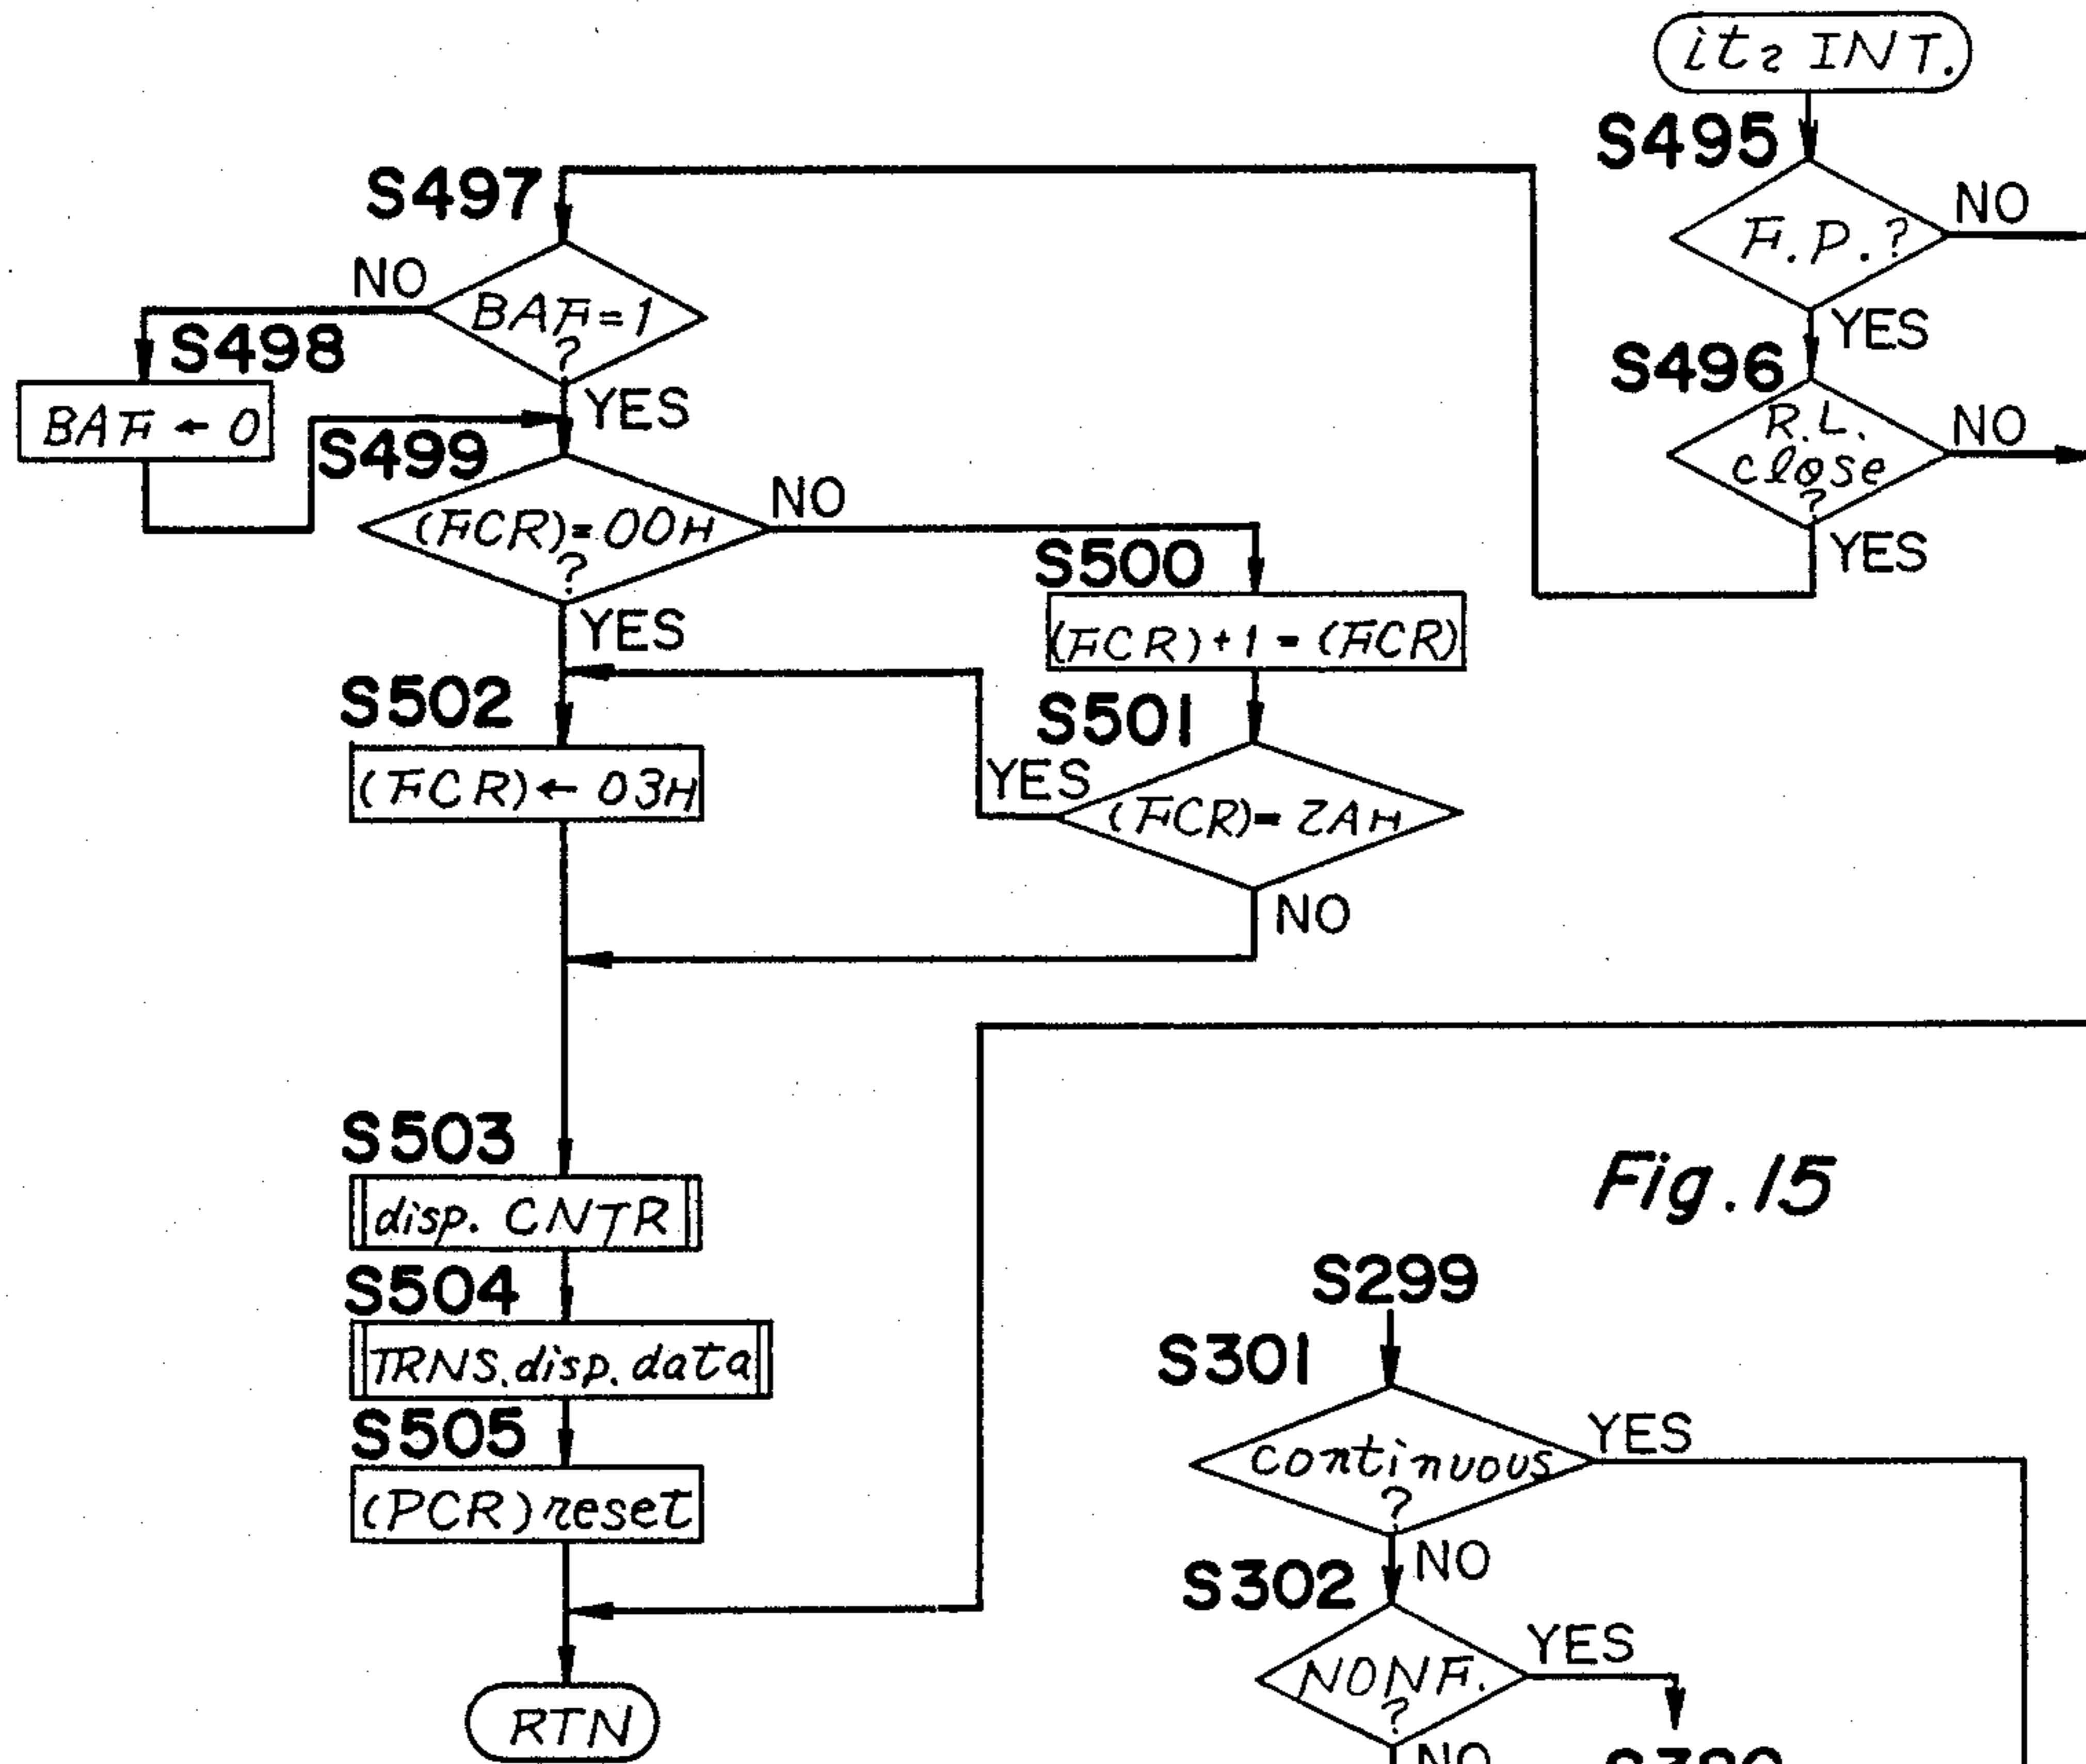 it2 INT.
S495
F.P.?
NO
YES
S496
R.L.
close
?
NO
YES
S497
BAF=1
?
NO
YES
S498
BAF ← 0
S499
(FCR)=00H
?
NO
YES
S500
(FCR)+1=(FCR)
S501
(FCR)=2AH
YES
NO
S502
(FCR)←03H
S503
disp. CNTR
S504
TRNS.disp.data
S505
(PCR)reset
RTN
Fig.15
S299
S301
continuous
?
YES
NO
S302
NONF.
?
YES
NO